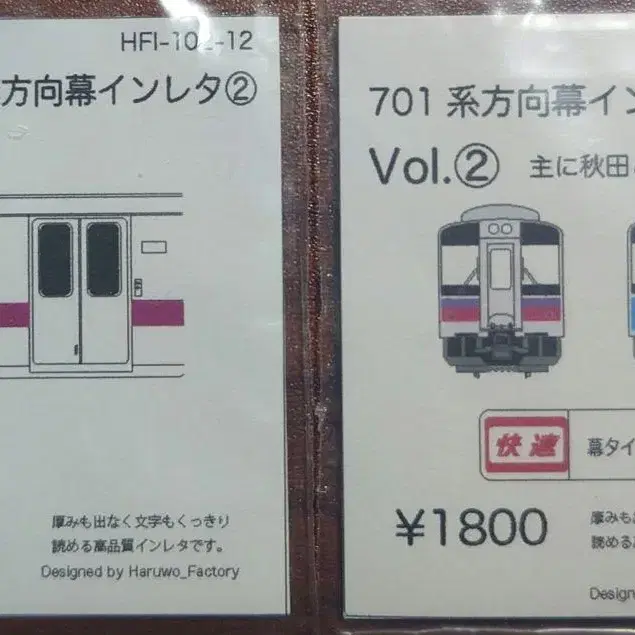 HFI-102-12
方向幕インレタ②
厚みも出なく文字もくっきり
読める高品質インレタです。
Designed by Haruwo_Factory
701 系方向幕イン
Vol.② 主に秋田
快速 幕タイ
¥1800
厚みも
読める
Design